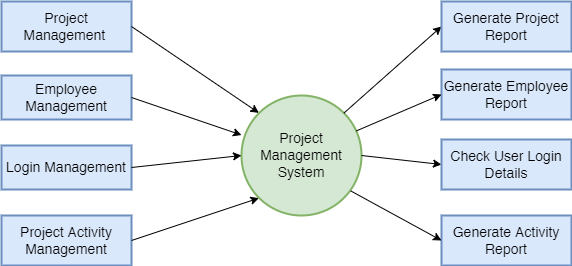 Project
Management
Employee
Management
Login Management
Project Activity
Management
Project
Management
System
Generate Project
Report
Generate Employee
Report
Check User Login
Details
Generate Activity
Report